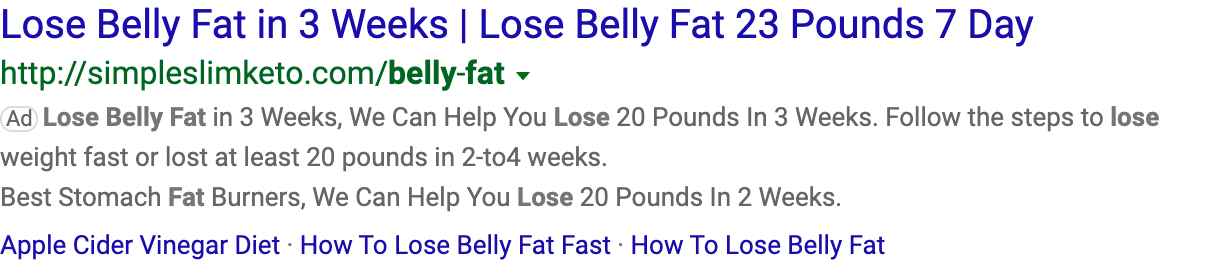 Lose Belly Fat in 3 Weeks | Lose Belly Fat 23 Pounds 7 Day
http://simpleslimketo.com/belly-fat
Ad Lose Belly Fat in 3 Weeks, We Can Help You Lose 20 Pounds In 3 Weeks. Follow the steps to lose
weight fast or lost at least 20 pounds in 2-to4 weeks.
Best Stomach Fat Burners, We Can Help You Lose 20 Pounds In 2 Weeks.
Apple Cider Vinegar Diet · How To Lose Belly Fat Fast · How To Lose Belly Fat